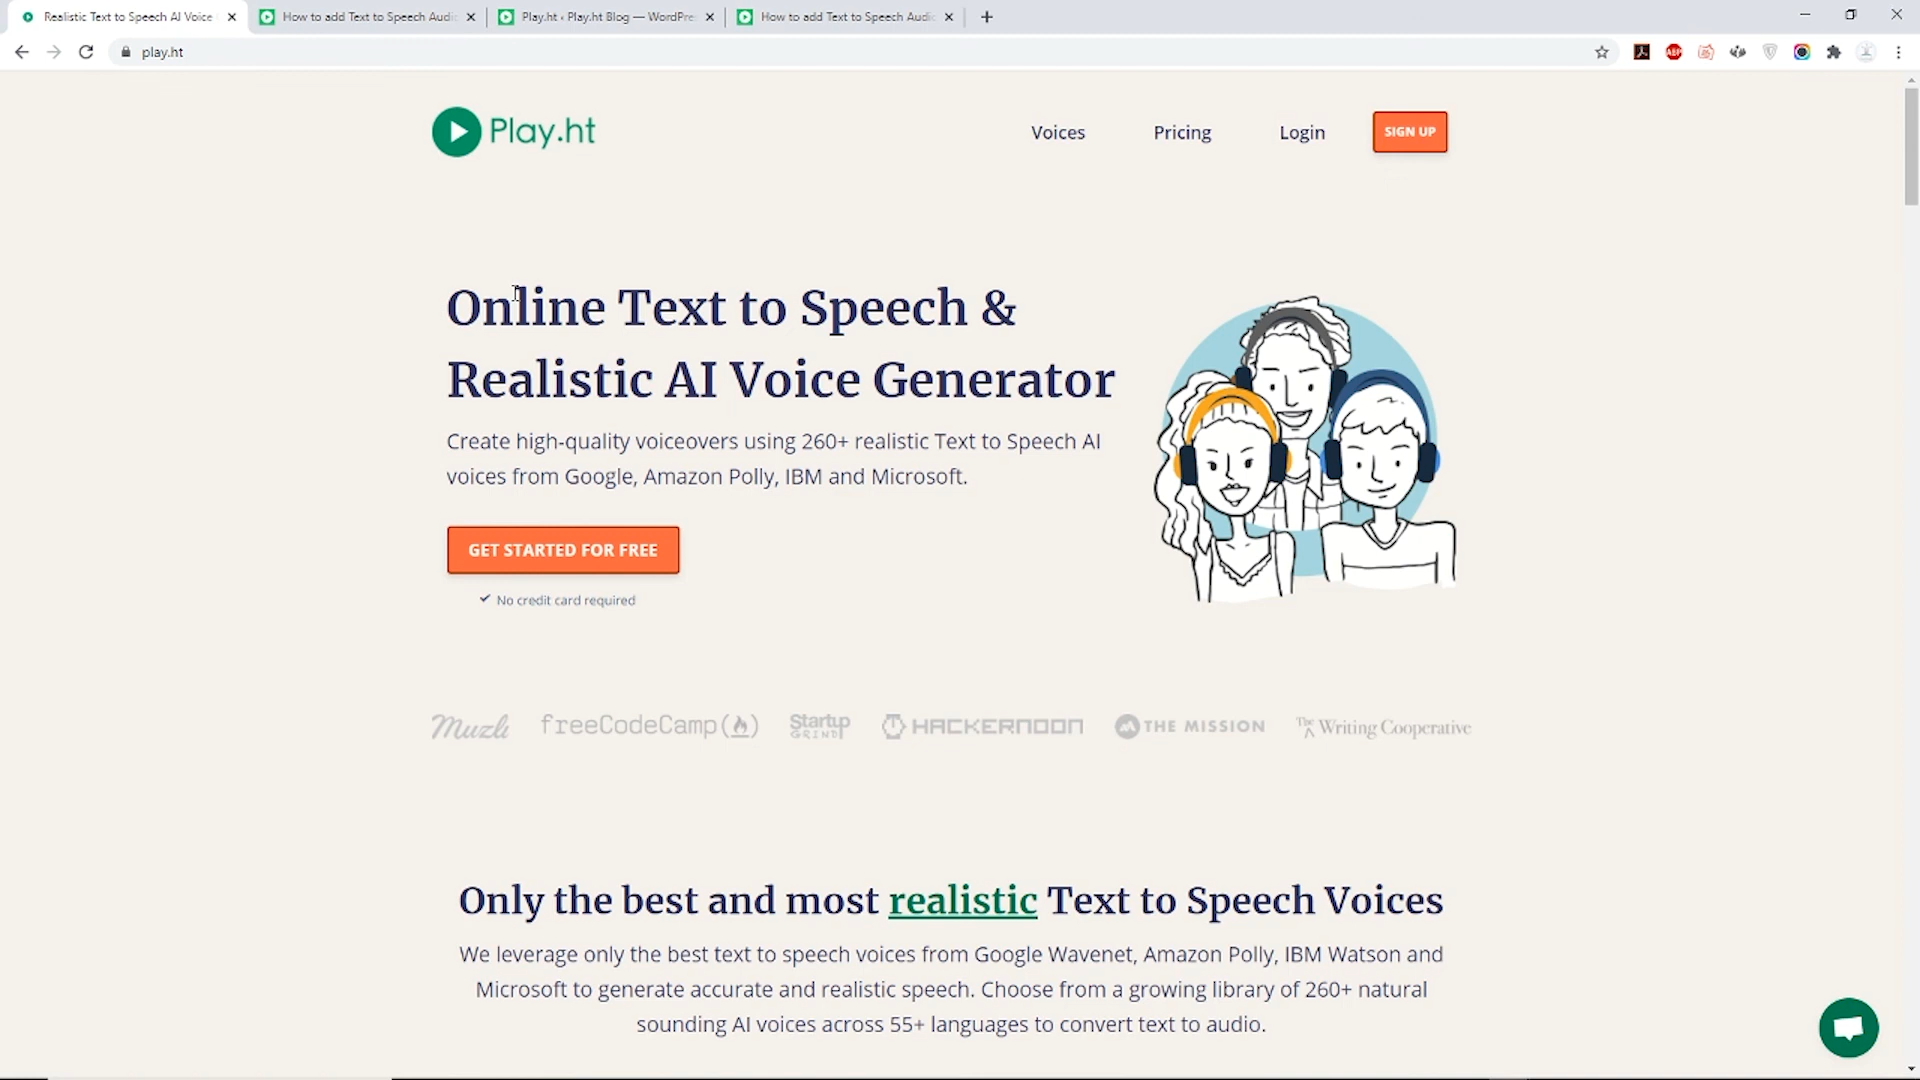 Realistic Text to Speech AI Voice
How to add Text to Speech Audio
Play.ht ‹ Play.ht Blog — WordPre
How to add Text to Speech Audio
play.ht
ABP
Play.ht
Voices
Pricing
Login
SIGN UP
Online Text to Speech &
Realistic AI Voice Generator
Create high-quality voiceovers using 260+ realistic Text to Speech AI
voices from Google, Amazon Polly, IBM and Microsoft.
GET STARTED FOR FREE
No credit card required
Muzli
freeCodeCamp
Startup
GRIND
HACKERNOON
THE MISSION
The Writing Cooperative
Only the best and most realistic Text to Speech Voices
We leverage only the best text to speech voices from Google Wavenet, Amazon Polly, IBM Watson and
Microsoft to generate accurate and realistic speech. Choose from a growing library of 260+ natural
sounding AI voices across 55+ languages to convert text to audio.